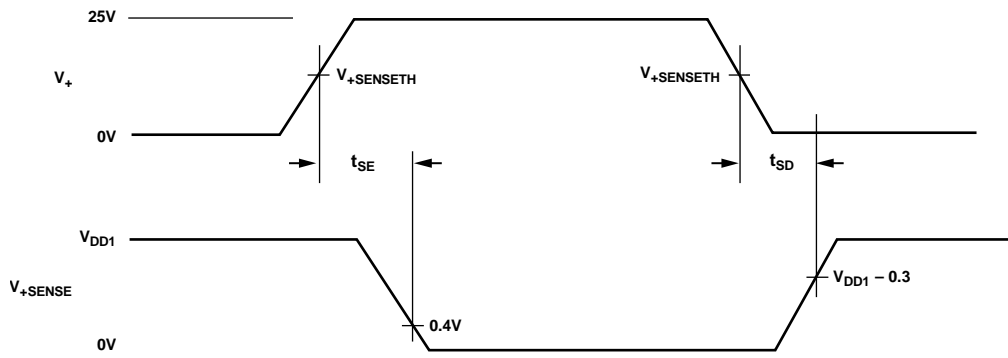 25V
V+
V+SENSETH
V+SENSETH
0V
tSE
tSD
VDD1
V+SENSE
VDD1 – 0.3
0.4V
0V